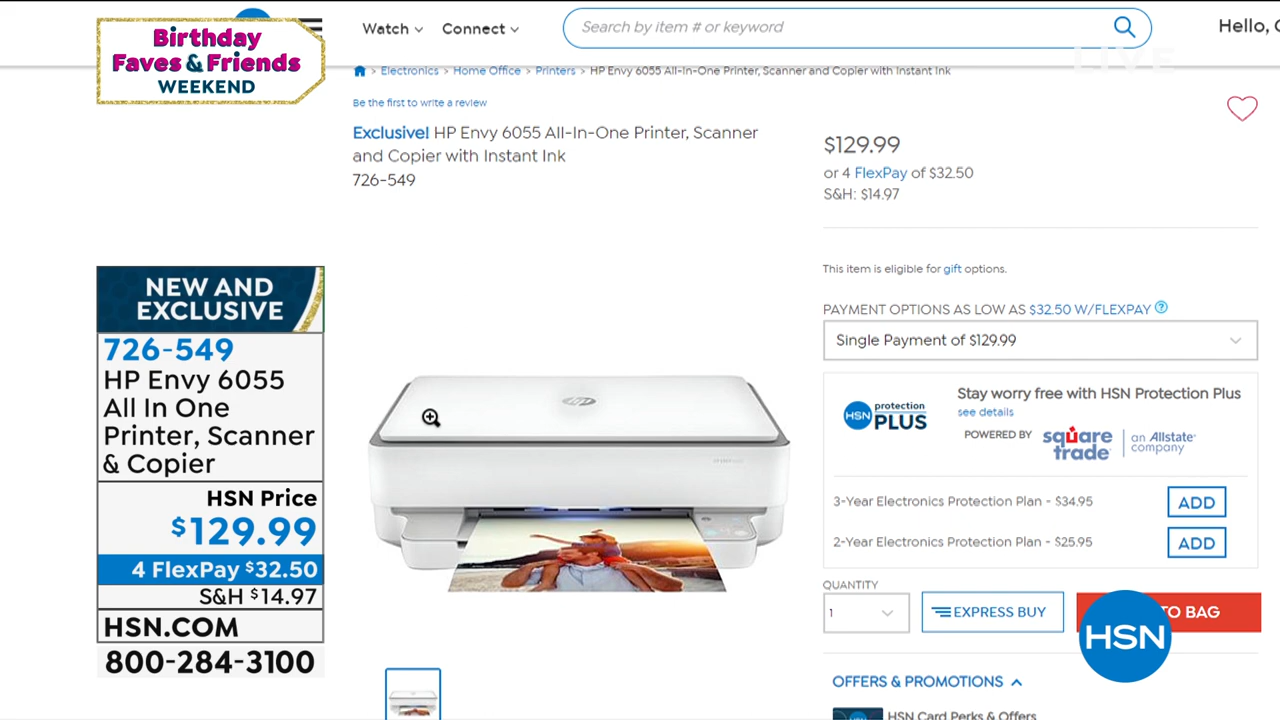 Birthday
Faves & Friends
WEEKEND
Watch
Connect
Search by item # or keyword
Hello,
LIVE
> Electronics > Home Office > Printers > HP Envy 6055 All-In-One Printer, Scanner and Copier with Instant Ink
Be the first to write a review
Exclusive! HP Envy 6055 All-In-One Printer, Scanner
and Copier with Instant Ink
726-549
$129.99
or 4 FlexPay of $32.50
S&H: $14.97
This item is eligible for gift options.
PAYMENT OPTIONS AS LOW AS $32.50 W/FLEXPAY ?
Single Payment of $129.99
HSN protection PLUS
Stay worry free with HSN Protection Plus
see details
POWERED BY square trade an Allstate company
3-Year Electronics Protection Plan - $34.95
ADD
2-Year Electronics Protection Plan - $25.95
ADD
QUANTITY
1
EXPRESS BUY
TO BAG
HSN
OFFERS & PROMOTIONS
HSN Card Perks & Offers
NEW AND
EXCLUSIVE
726-549
HP Envy 6055
All In One
Printer, Scanner
& Copier
HSN Price
$129.99
4 FlexPay $32.50
S&H $14.97
HSN.COM
800-284-3100
hp